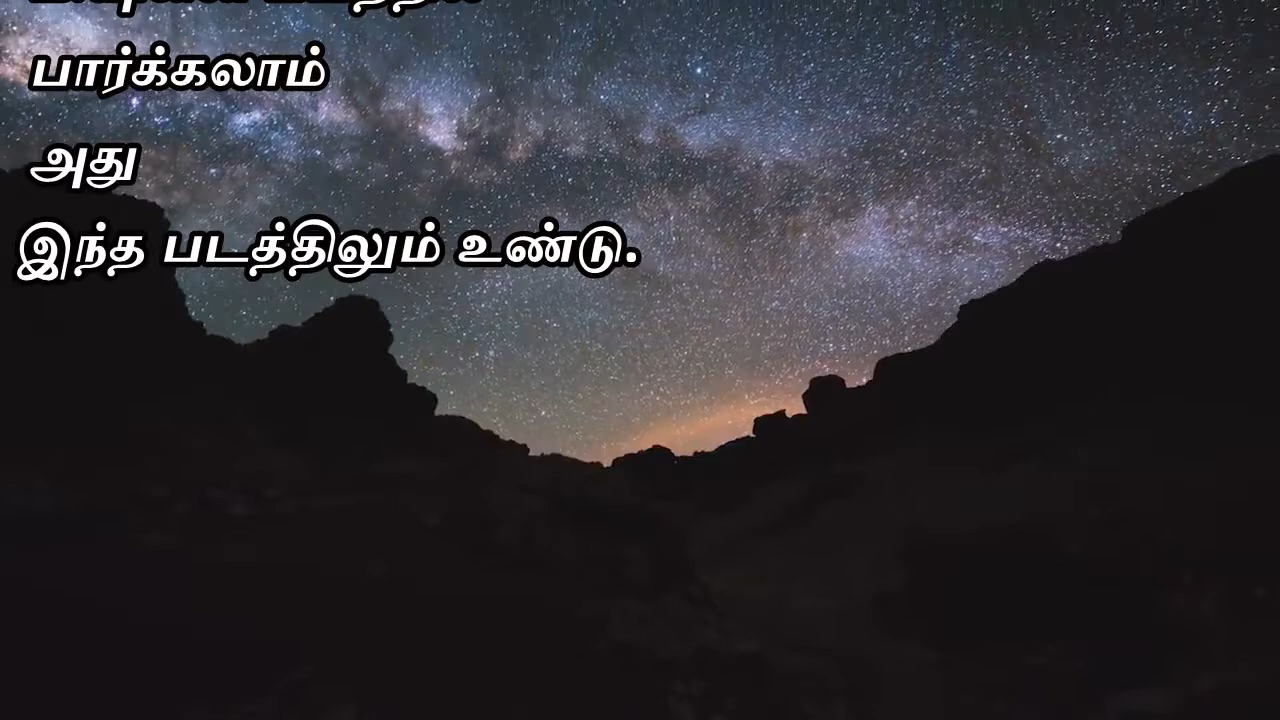 பார்க்கலாம்
அது
இந்த படத்திலும் உண்டு.